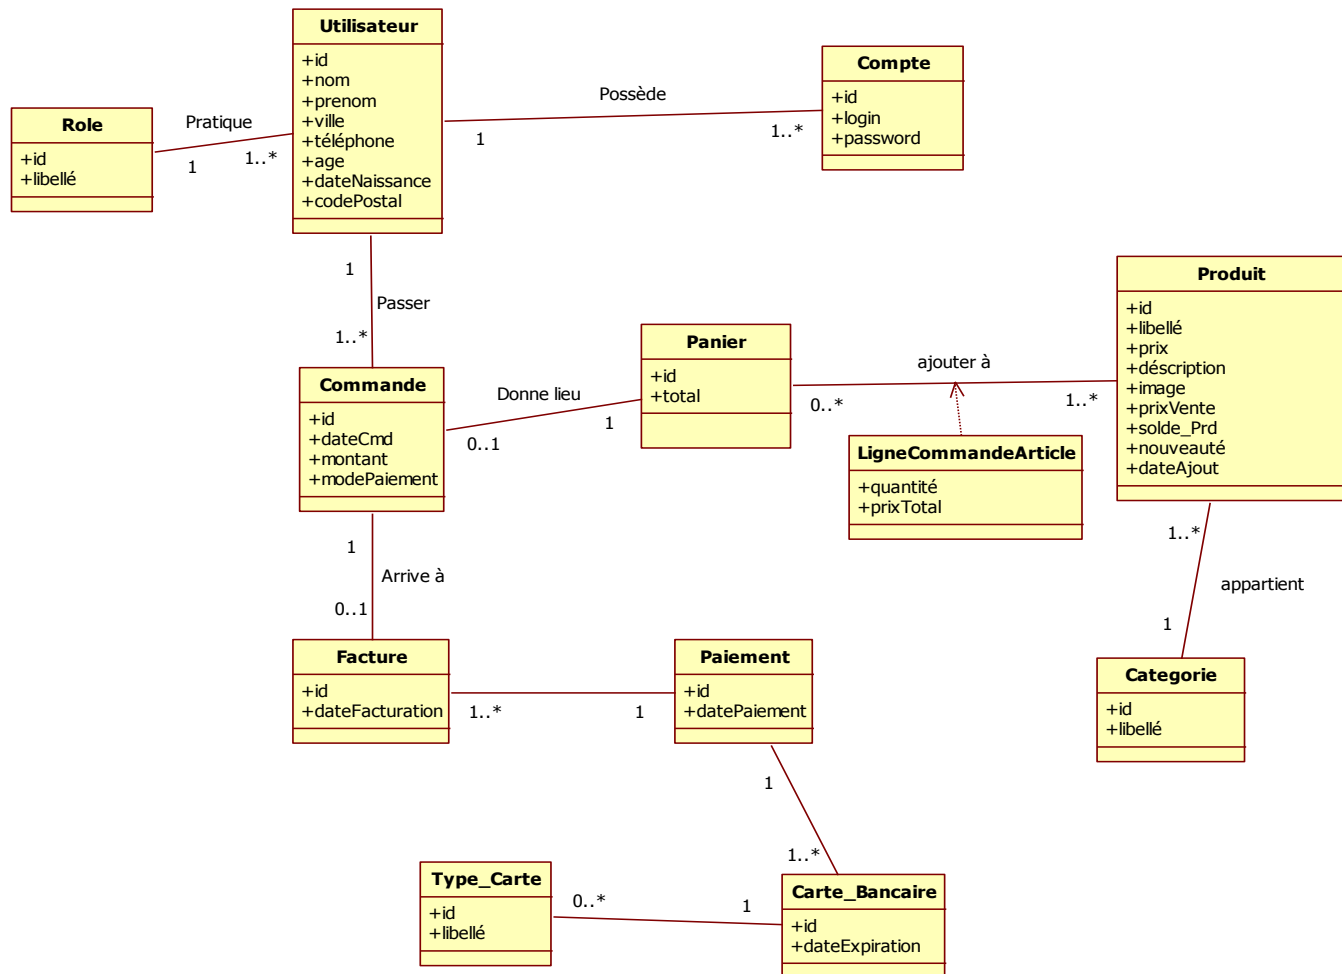 Utilisateur
+id
+nom
+prenom
+ville
+téléphone
+age
+dateNaissance
+codePostal
Compte
+id
+login
+password
Possède
1
1..*
Role
+id
+libellé
Pratique
1
1..*
1
Passer
1..*
Produit
+id
+libellé
+prix
+déscription
+image
+prixVente
+solde_Prd
+nouveauté
+dateAjout
Panier
+id
+total
ajouter à
0..*
1..*
Commande
+id
+dateCmd
+montant
+modePaiement
Donne lieu
0..1
1
LigneCommandeArticle
+quantité
+prixTotal
1
Arrive à
0..1
1..*
appartient
1
Facture
+id
+dateFacturation
1..*
1
Paiement
+id
+datePaiement
Categorie
+id
+libellé
1
1..*
Type_Carte
+id
+libellé
0..*
1
Carte_Bancaire
+id
+dateExpiration